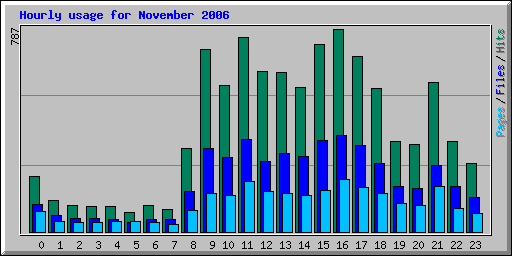 Hourly usage for November 2006
787
Pages / Files / Hits
0 1 2 3 4 5 6 7 8 9 10 11 12 13 14 15 16 17 18 19 20 21 22 23